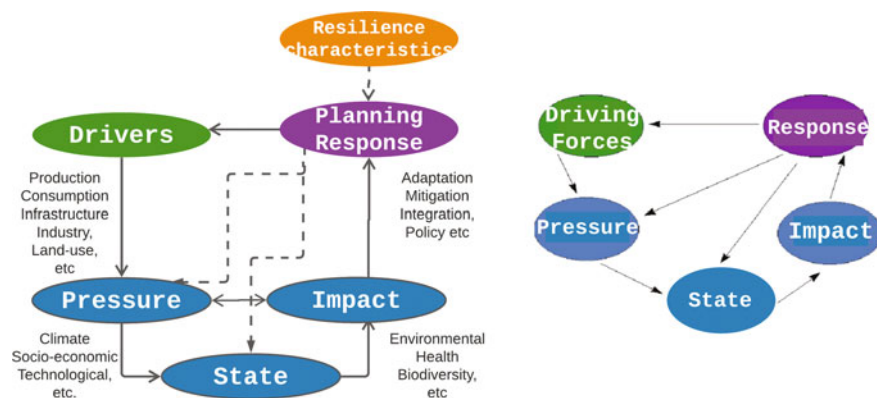 Resilience
characteristics
Drivers
Planning
Response
Production
Consumption
Infrastructure
Industry,
Land-use,
etc
Adaptation
Mitigation
Integration,
Policy etc
Pressure
Impact
Climate
Socio-economic
Technological,
etc.
State
Environmental
Health
Biodiversity,
etc
Driving
Forces
Response
Pressure
Impact
State